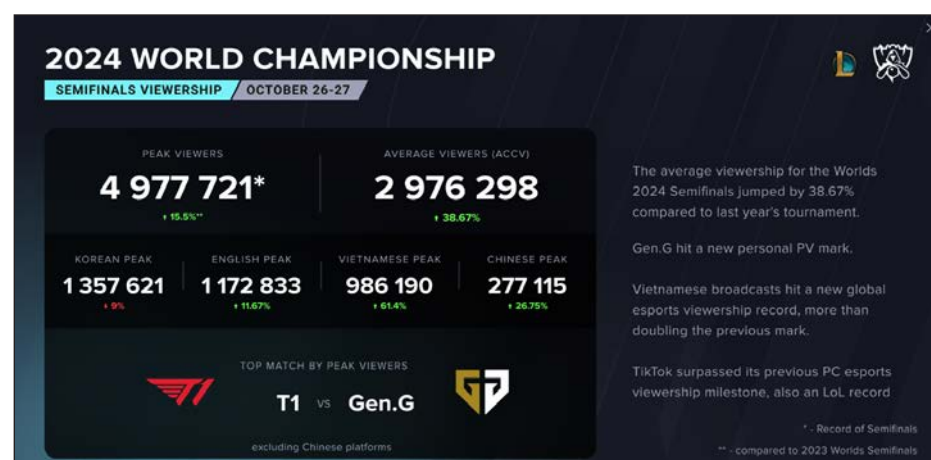 2024 WORLD CHAMPIONSHIP
SEMIFINALS VIEWERSHIP / OCTOBER 26-27
PEAK VIEWERS
4 977 721*
↑ 15.5%**
AVERAGE VIEWERS (ACCV)
2 976 298
↑ 38.67%
KOREAN PEAK
1 357 621
↓ 9%
ENGLISH PEAK
1 172 833
↑ 11.67%
VIETNAMESE PEAK
986 190
↑ 61.4%
CHINESE PEAK
277 115
↑ 26.75%
TOP MATCH BY PEAK VIEWERS
T1
T1 vs Gen.G
excluding Chinese platforms
The average viewership for the Worlds
2024 Semifinals jumped by 38.67%
compared to last year's tournament.
Gen.G hit a new personal PV mark.
Vietnamese broadcasts hit a new global
esports viewership record, more than
doubling the previous mark.
TikTok surpassed its previous PC esports
viewership milestone, also an LoL record
* - Record of Semifinals
** - compared to 2023 Worlds Semifinals